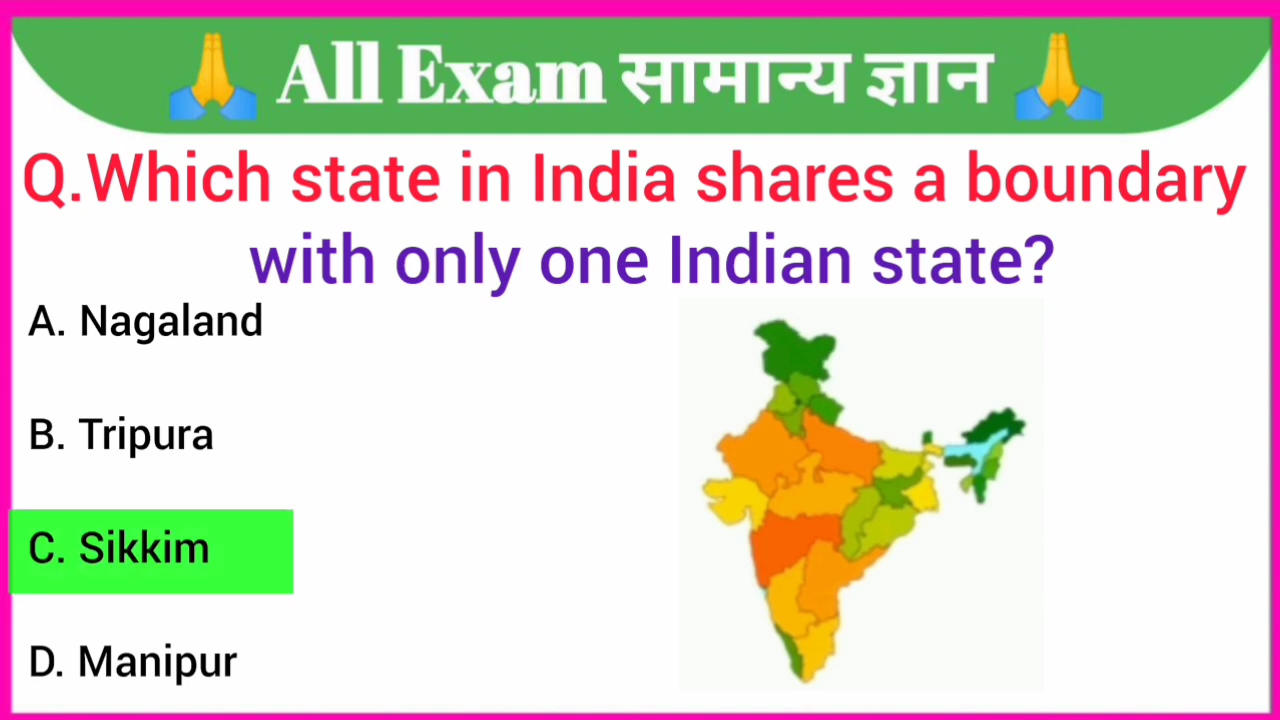 🙏 All Exam सामान्य ज्ञान 🙏
Q.Which state in India shares a boundary
with only one Indian state?
A. Nagaland
B. Tripura
C. Sikkim
D. Manipur